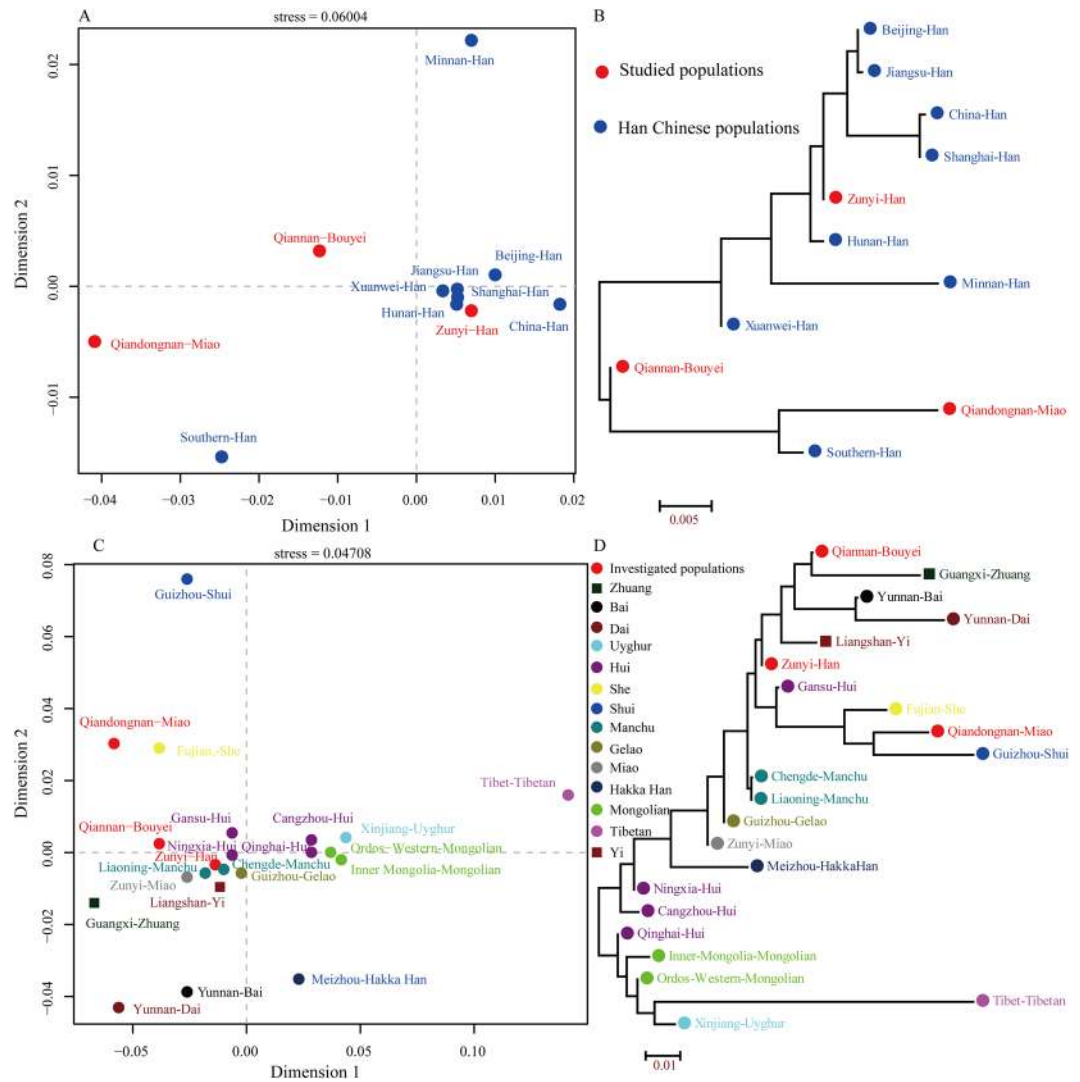 A
stress = 0.06004
Minnan-Han
Qiannan−Bouyei
Beijing-Han
Jiangsu-Han
Xuanwei-Han
Shanghai-Han
Hunan-Han
Zunyi−Han
China-Han
Qiandongnan−Miao
Southern-Han
0.02
0.01
0.00
−0.01
Dimension 2
−0.04
−0.03
−0.02
−0.01
0.00
0.01
0.02
Dimension 1
B
Studied populations
Han Chinese populations
Beijing-Han
Jiangsu-Han
China-Han
Shanghai-Han
Zunyi-Han
Hunan-Han
Minnan-Han
Xuanwei-Han
Qiannan-Bouyei
Qiandongnan-Miao
Southern-Han
0.005
C
stress = 0.04708
Guizhou-Shui
Qiandongnan−Miao
Fujian.-She
Tibet-Tibetan
Gansu-Hui
Cangzhou-Hui
Qiannan−Bouyei
Xinjiang-Uyghur
Ningxia-Hui
Qinghai-Hui
Ordos-Western-Mongolian
Zunyi−Han
Liaoning-Manchu
Chengde-Manchu
Inner Mongolia-Mongolian
Zunyi-Miao
Guizhou-Gelao
Liangshan-Yi
Guangxi-Zhuang
Yunnan-Bai
Meizhou-Hakka Han
Yunnan-Dai
0.08
0.06
0.04
0.02
0.00
−0.02
−0.04
Dimension 2
−0.05
0.00
0.05
0.10
Dimension 1
Investigated populations
Zhuang
Bai
Dai
Uyghur
Hui
She
Shui
Manchu
Gelao
Miao
Hakka Han
Mongolian
Tibetan
Yi
D
Qiannan-Bouyei
Guangxi-Zhuang
Yunnan-Bai
Yunnan-Dai
Liangshan-Yi
Zunyi-Han
Gansu-Hui
Fujian-She
Qiandongnan-Miao
Guizhou-Shui
Chengde-Manchu
Liaoning-Manchu
Guizhou-Gelao
Zunyi-Miao
Meizhou-HakkaHan
Ningxia-Hui
Cangzhou-Hui
Qinghai-Hui
Inner-Mongolia-Mongolian
Ordos-Western-Mongolian
Tibet-Tibetan
Xinjiang-Uyghur
0.01